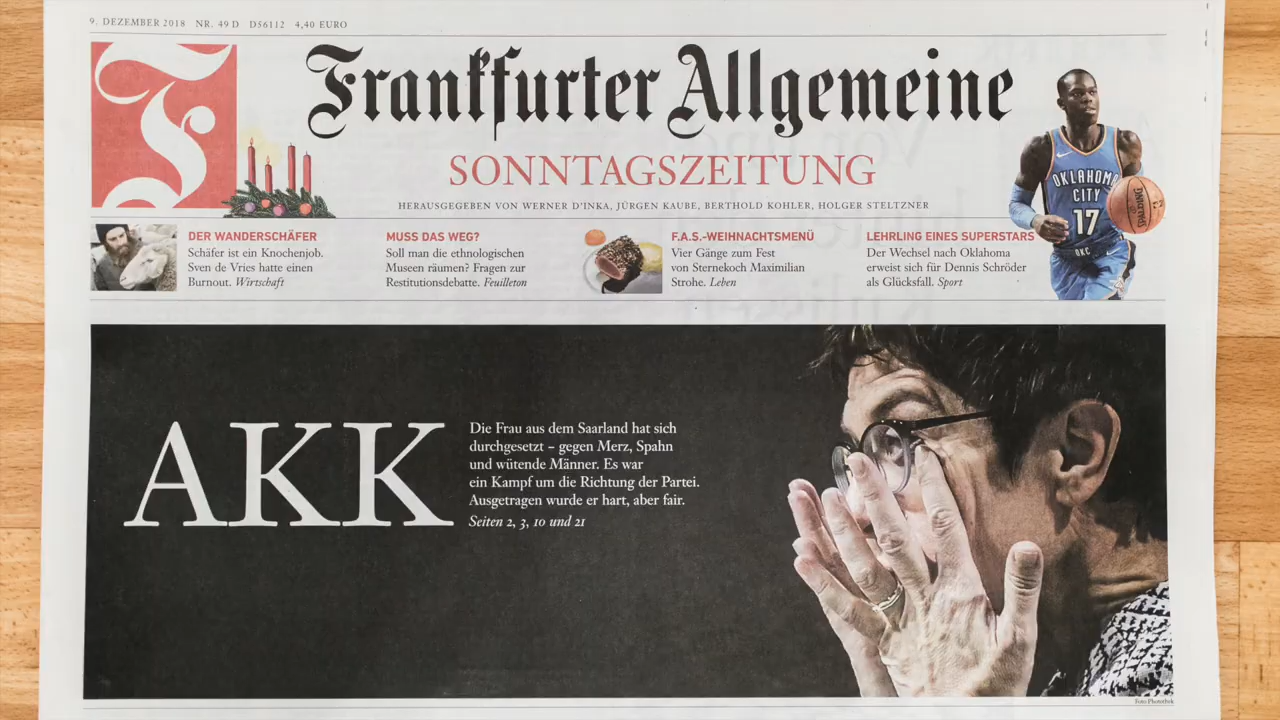 9. DEZEMBER 2018 NR. 49 D D56112 4,40 EURO
F
Frankfurter Allgemeine
SONNTAGSZEITUNG
HERAUSGEGEBEN VON WERNER D'INKA, JÜRGEN KAUBE, BERTHOLD KOHLER, HOLGER STELTZNER
DER WANDERSCHÄFER
Schäfer ist ein Knochenjob.
Sven de Vries hatte einen
Burnout. Wirtschaft
MUSS DAS WEG?
Soll man die ethnologischen
Museen räumen? Fragen zur
Restitutionsdebatte. Feuilleton
F.A.S.-WEIHNACHTSMENÜ
Vier Gänge zum Fest
von Sternekoch Maximilian
Strohe. Leben
LEHRLING EINES SUPERSTARS
Der Wechsel nach Oklahoma
erweist sich für Dennis Schröder
als Glücksfall. Sport
OKLAHOMA
CITY
17
OKC
SPALDING
AKK
Die Frau aus dem Saarland hat sich
durchgesetzt – gegen Merz, Spahn
und wütende Männer. Es war
ein Kampf um die Richtung der Partei.
Ausgetragen wurde er hart, aber fair.
Seiten 2, 3, 10 und 21
Foto Photothek